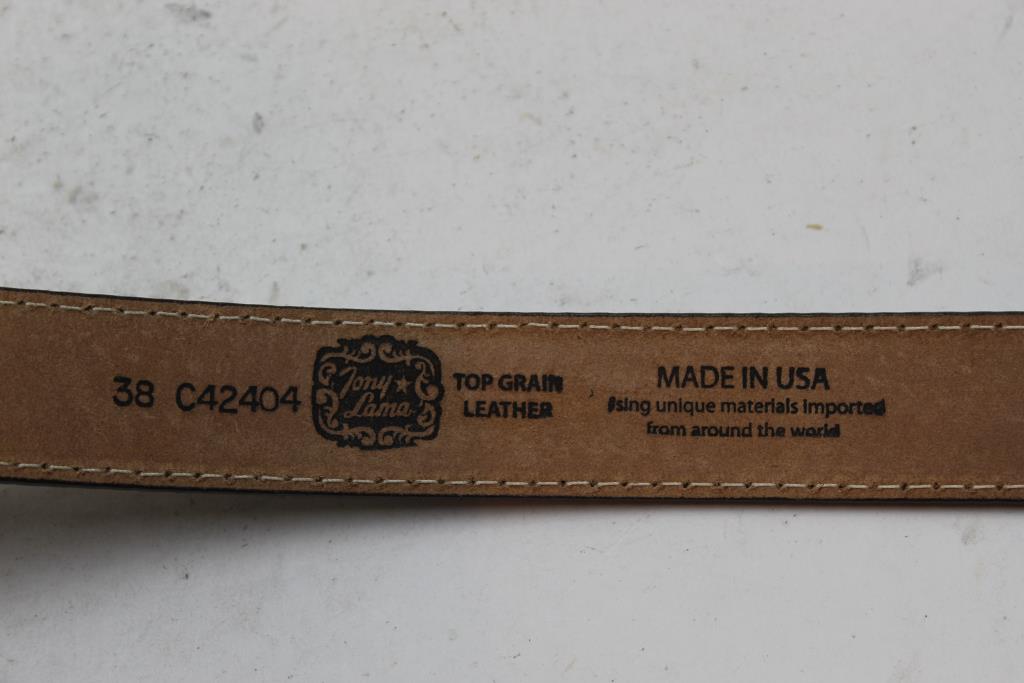 38 C42404
Tony
Lama
TOP GRAIN
LEATHER
MADE IN USA
using unique materials imported
from around the world